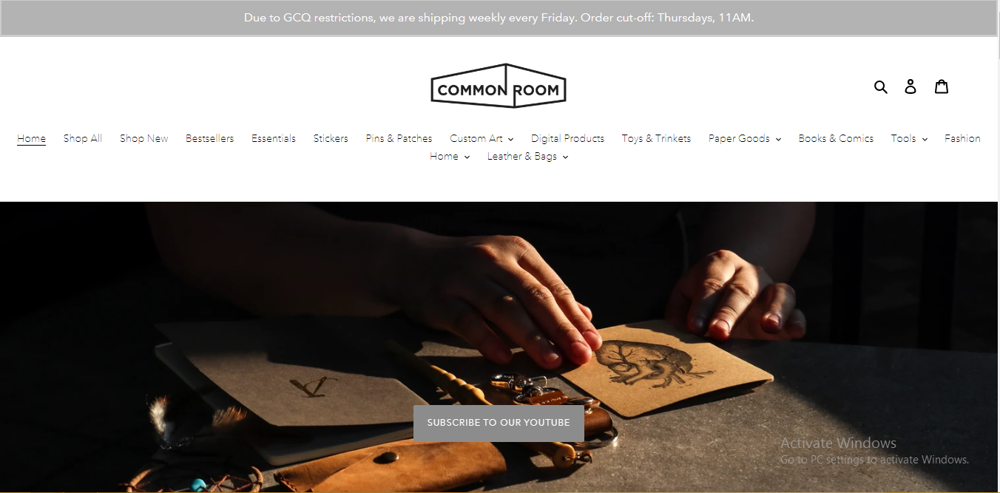 Due to GCQ restrictions, we are shipping weekly every Friday. Order cut-off: Thursdays, 11AM.
COMMON ROOM
Home Shop All Shop New Bestsellers Essentials Stickers Pins & Patches Custom Art Digital Products Toys & Trinkets Paper Goods Books & Comics Tools Fashion
Home Leather & Bags
SUBSCRIBE TO OUR YOUTUBE
Activate Windows
Go to PC settings to activate Windows.